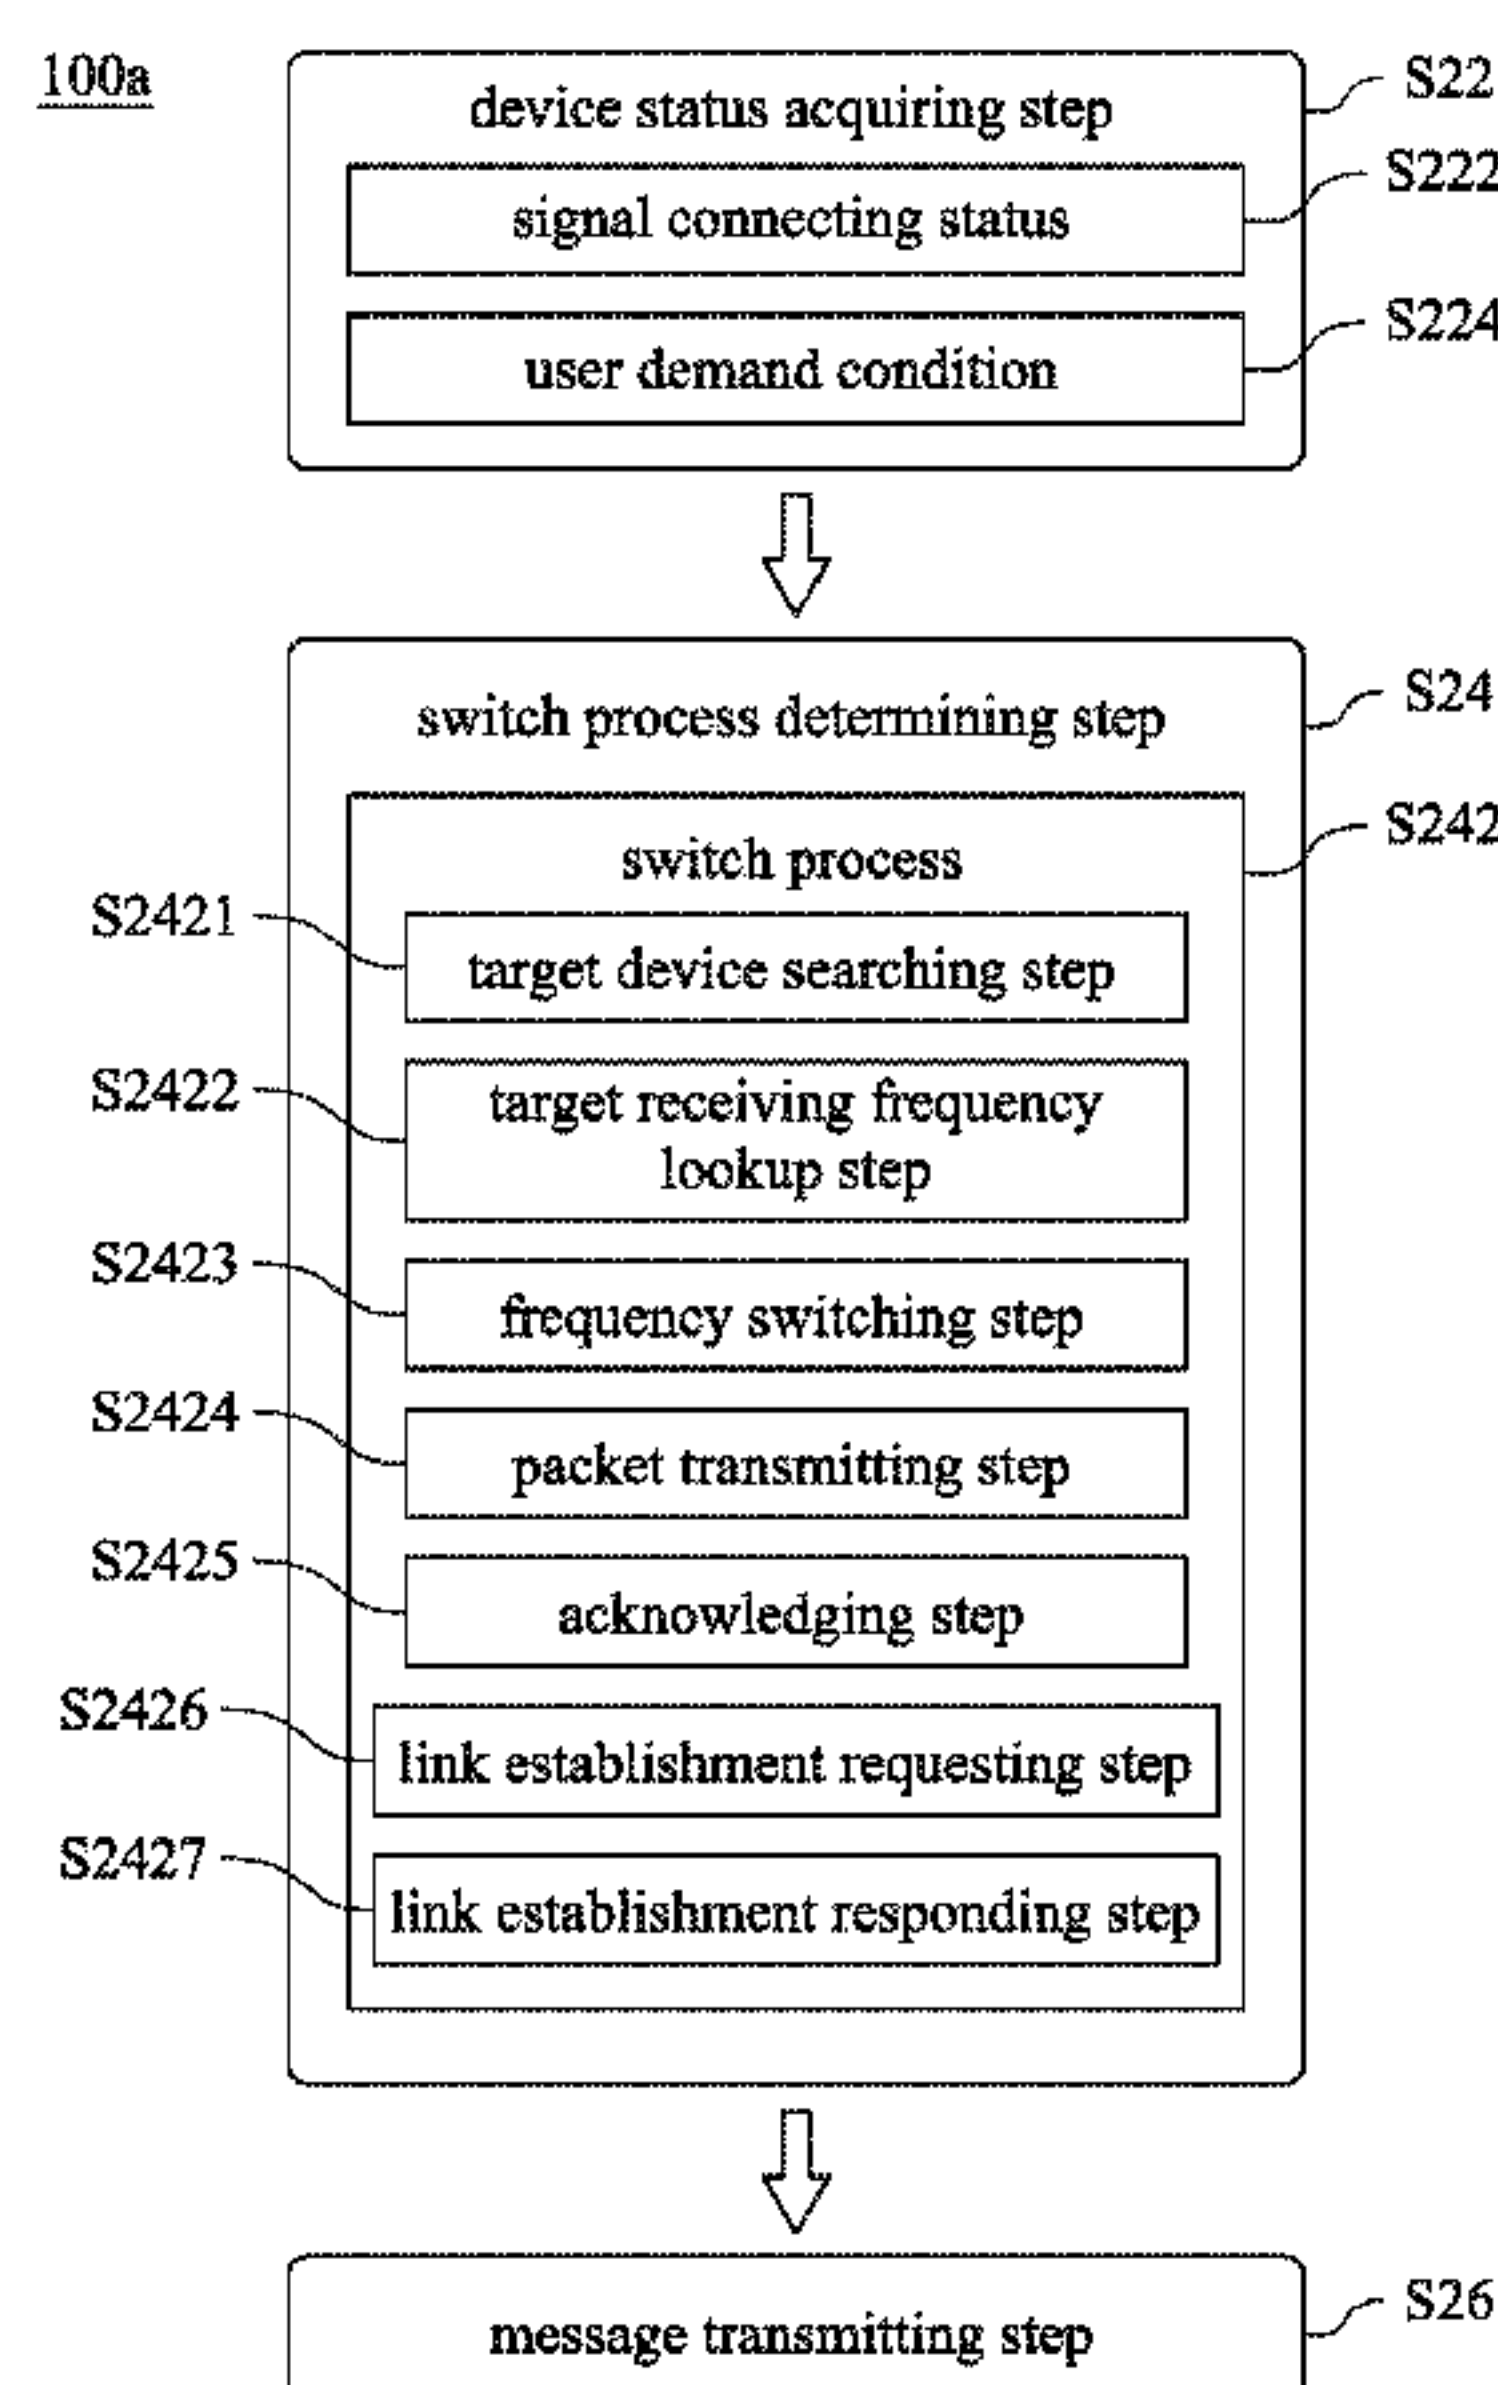 100a
device status acquiring step
S22
signal connecting status
S222
user demand condition
S224
switch process determining step
S24
switch process
S242
S2421
target device searching step
S2422
target receiving frequency
lookup step
S2423
frequency switching step
S2424
packet transmitting step
S2425
acknowledging step
S2426
link establishment requesting step
S2427
link establishment responding step
message transmitting step
S26